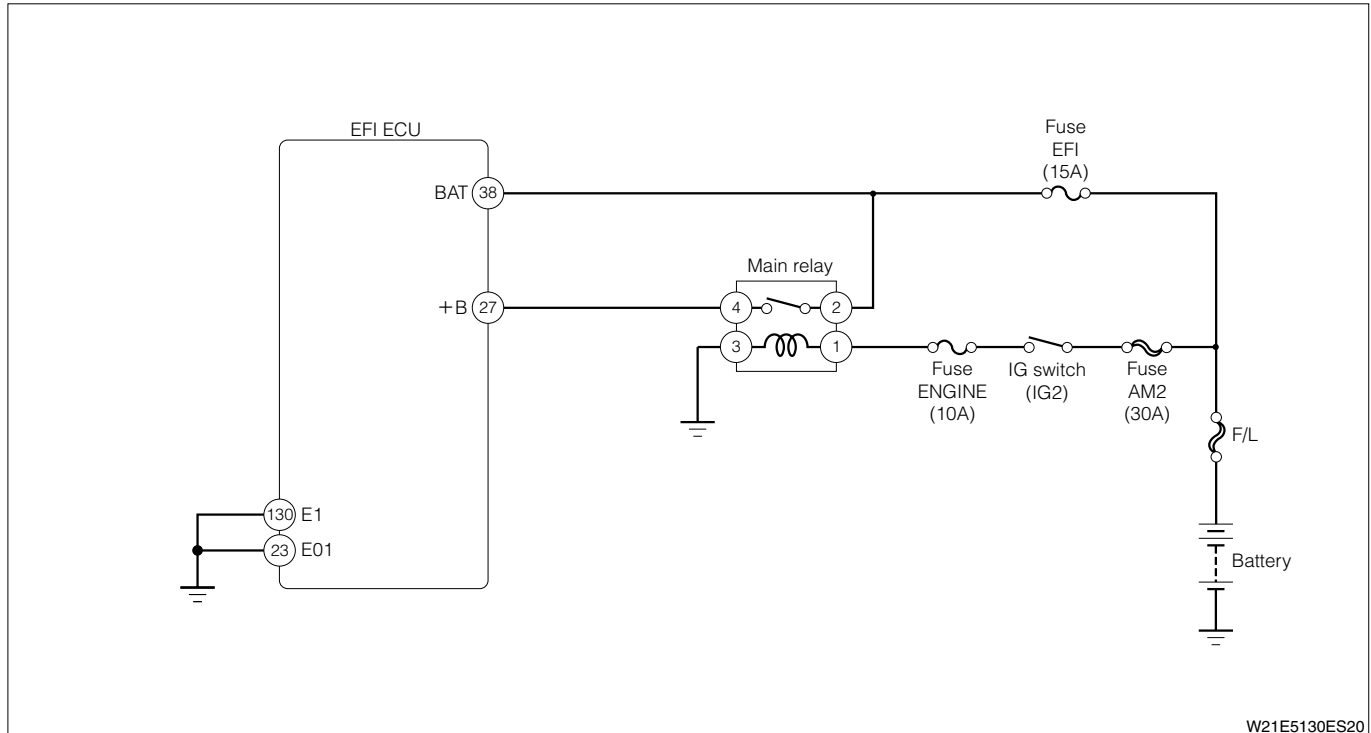 EFI ECU
Fuse
EFI
(15A)
BAT 38
Main relay
+B 27
4
2
3
1
Fuse
ENGINE
(10A)
IG switch
(IG2)
Fuse
AM2
(30A)
F/L
130 E1
23 E01
Battery
W21E5130ES20